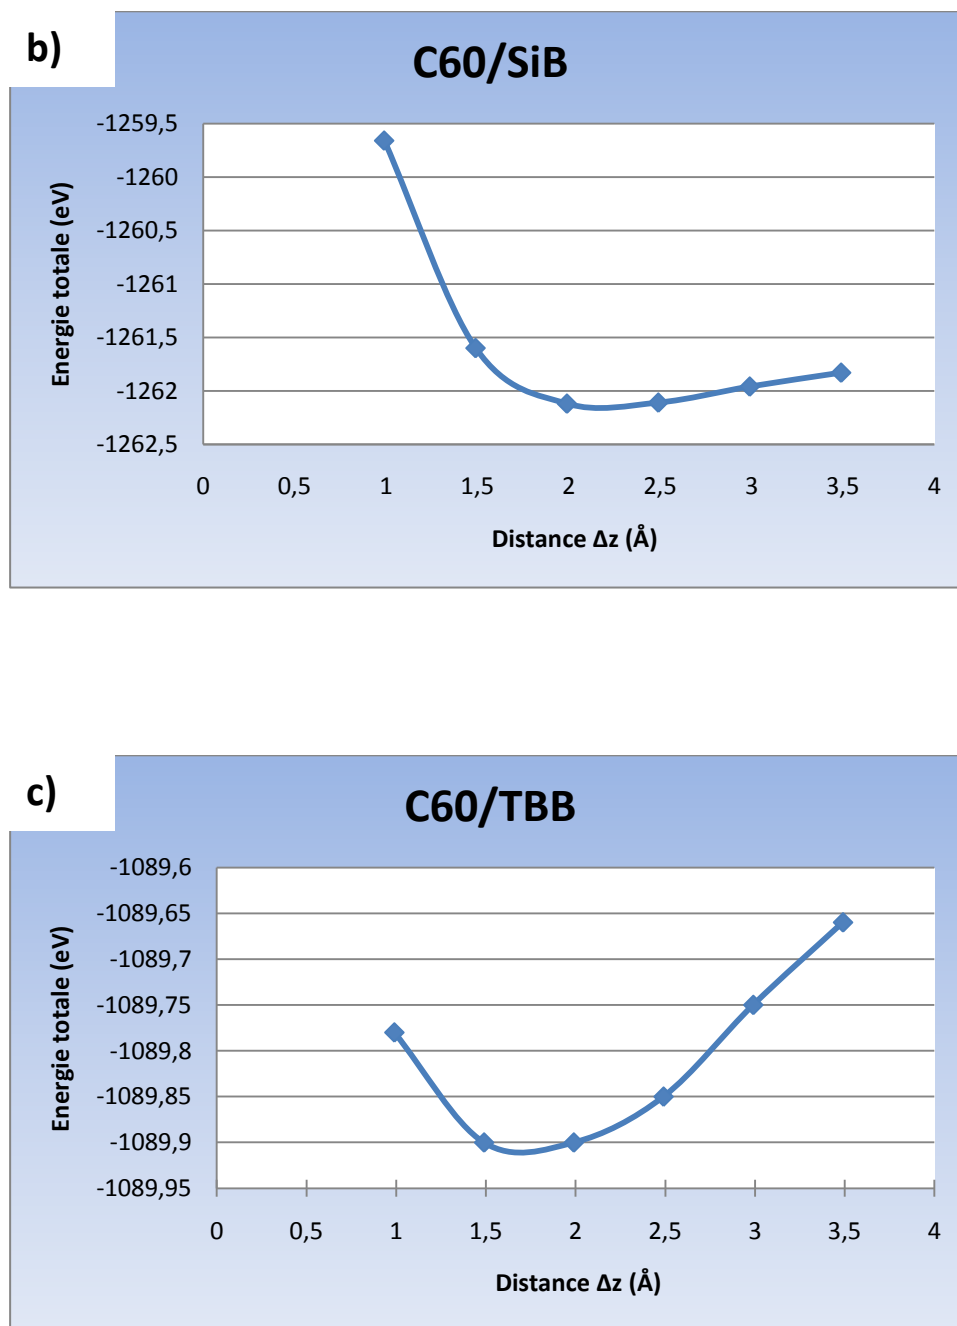 b)
C60/SiB
-1259,5
-1260
-1260,5
-1261
-1261,5
-1262
-1262,5
Energie totale (eV)
0 0,5 1 1,5 2 2,5 3 3,5 4
Distance Δz (Å)
c)
C60/TBB
-1089,6
-1089,65
-1089,7
-1089,75
-1089,8
-1089,85
-1089,9
-1089,95
Energie totale (eV)
0 0,5 1 1,5 2 2,5 3 3,5 4
Distance Δz (Å)